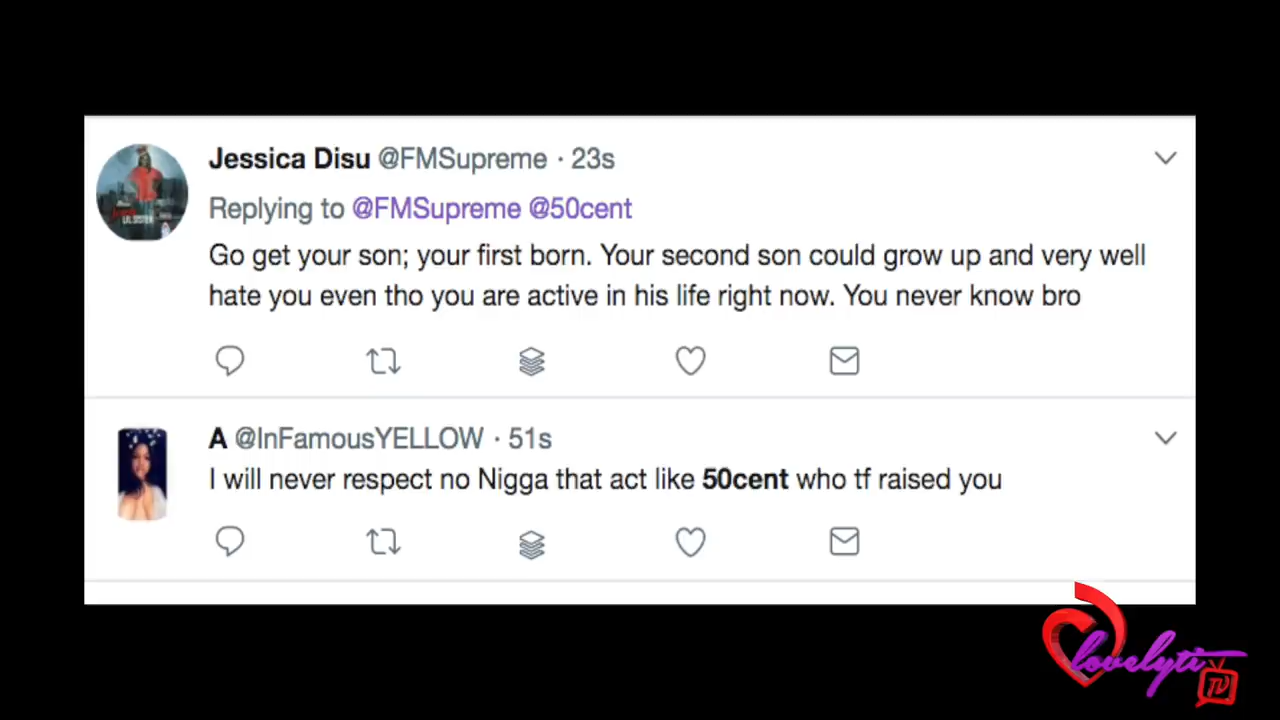 Jessica Disu @FMSupreme · 23s
Replying to @FMSupreme @50cent
Go get your son; your first born. Your second son could grow up and very well
hate you even tho you are active in his life right now. You never know bro
A @InFamousYELLOW · 51s
I will never respect no Nigga that act like 50cent who tf raised you
lovelyti
TV